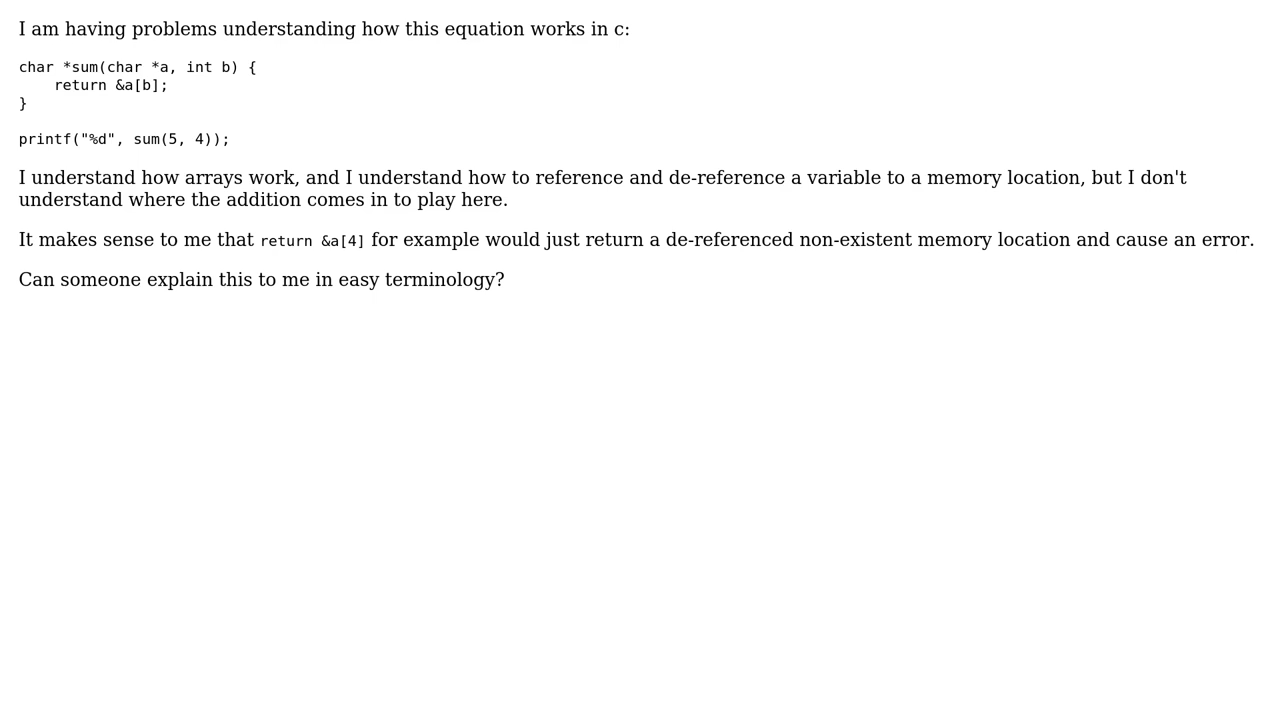 I am having problems understanding how this equation works in c:
char *sum(char *a, int b) {
    return &a[b];
}
printf("%d", sum(5, 4));
I understand how arrays work, and I understand how to reference and de-reference a variable to a memory location, but I don't
understand where the addition comes in to play here.
It makes sense to me that return &a[4] for example would just return a de-referenced non-existent memory location and cause an error.
Can someone explain this to me in easy terminology?